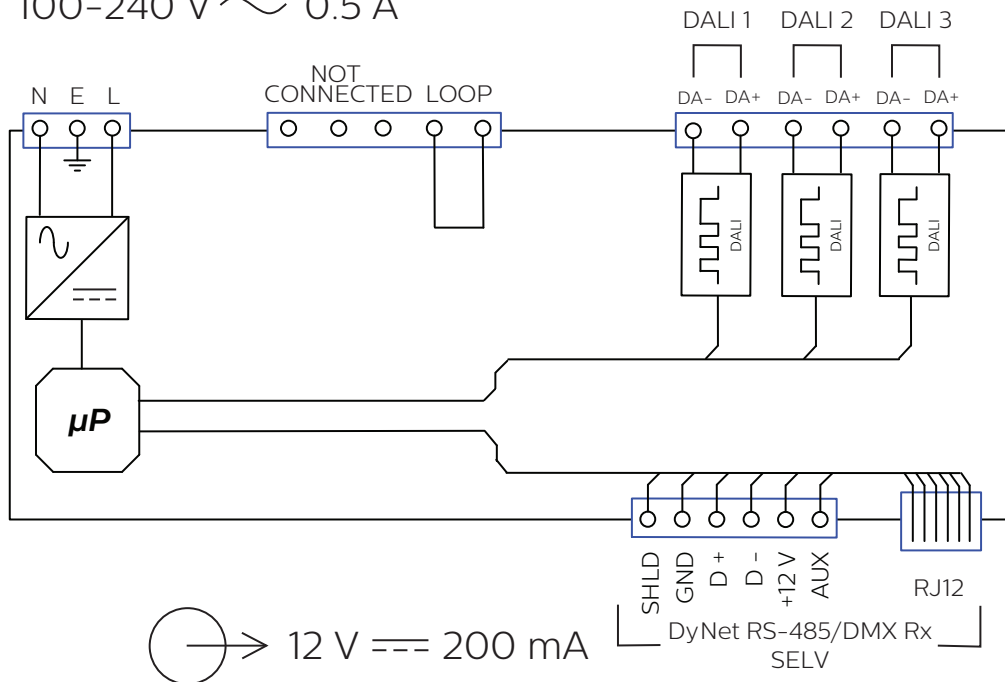 100-240 V ~ 0.5 A
DALI 1 DALI 2 DALI 3
N E L
NOT
CONNECTED LOOP
DA- DA+ DA- DA+ DA- DA+
DALI DALI DALI
µP
SHLD GND D + D - +12 V AUX
RJ12
DyNet RS-485/DMX Rx
SELV
12 V 200 mA